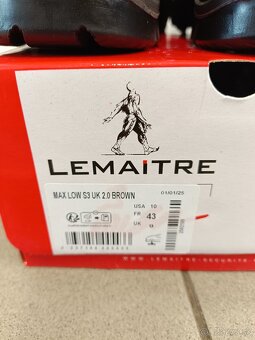 LEMAITRE
MAX LOW S3 UK 2.0 BROWN
01/01/25
USA 10
FR 43
UK 9
WWW.LEMAITRE-SECURITE.